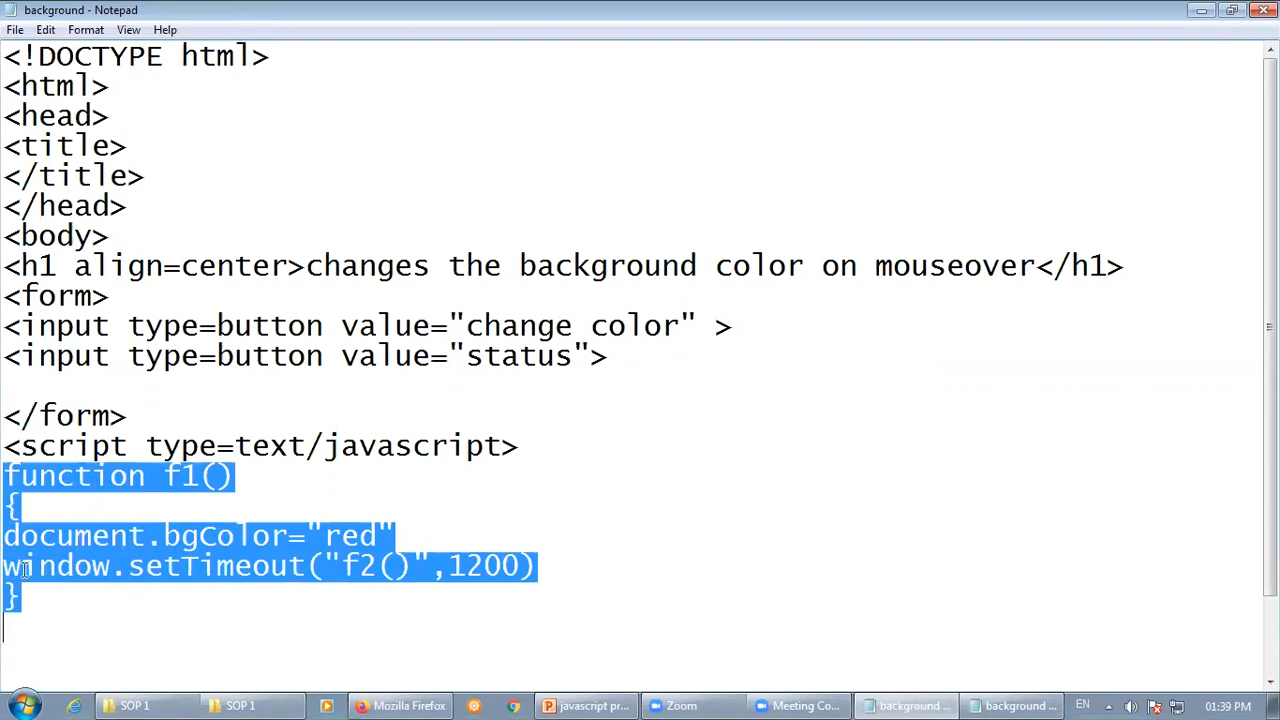 background - Notepad
File Edit Format View Help
<!DOCTYPE html>
<html>
<head>
<title>
</title>
</head>
<body>
<h1 align=center>changes the background color on mouseover</h1>
<form>
<input type=button value="change color" >
<input type=button value="status">
</form>
<script type=text/javascript>
function f1()
{
document.bgColor="red"
window.setTimeout("f2()",1200)
}
SOP 1 SOP 1 Mozilla Firefox javascript pr... Zoom Meeting Co... background ... background ... EN 01:39 PM